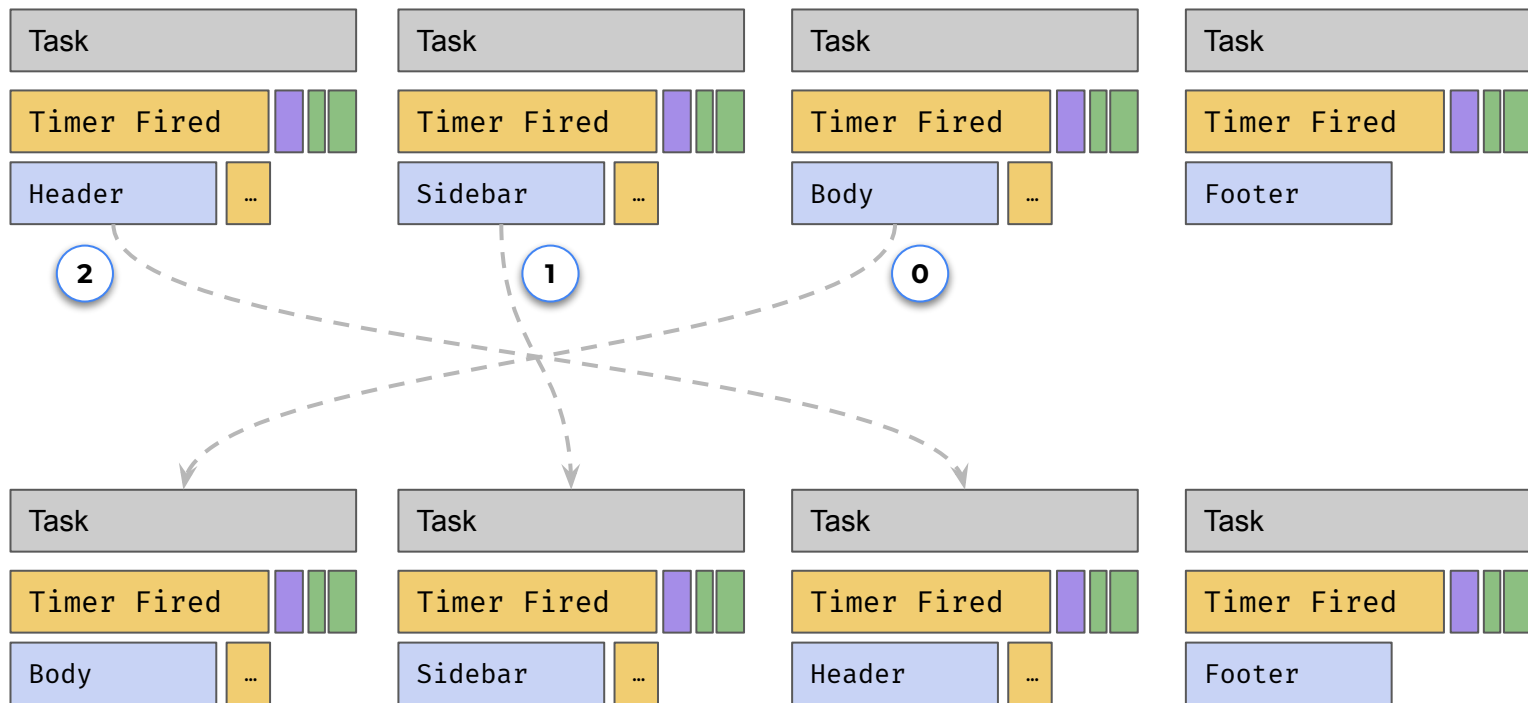 Task Task Task Task
Timer Fired Timer Fired Timer Fired Timer Fired
Header … Sidebar … Body … Footer
2 1 0
Task Task Task Task
Timer Fired Timer Fired Timer Fired Timer Fired
Body … Sidebar … Header … Footer